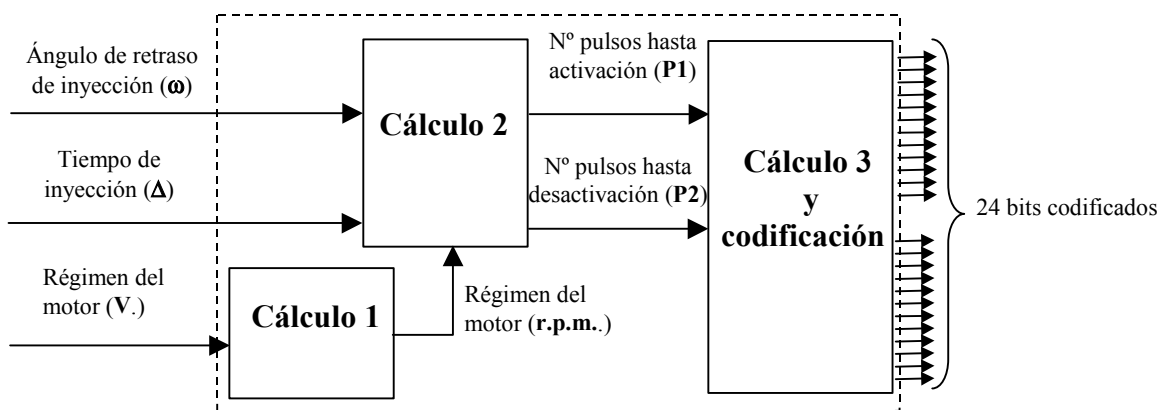 Ángulo de retraso
de inyección (ω)
Tiempo de
inyección (Δ)
Régimen del
motor (V.)
Cálculo 1
Cálculo 2
Régimen del
motor (r.p.m..)
Nº pulsos hasta
activación (P1)
Nº pulsos hasta
desactivación (P2)
Cálculo 3
y
codificación
24 bits codificados